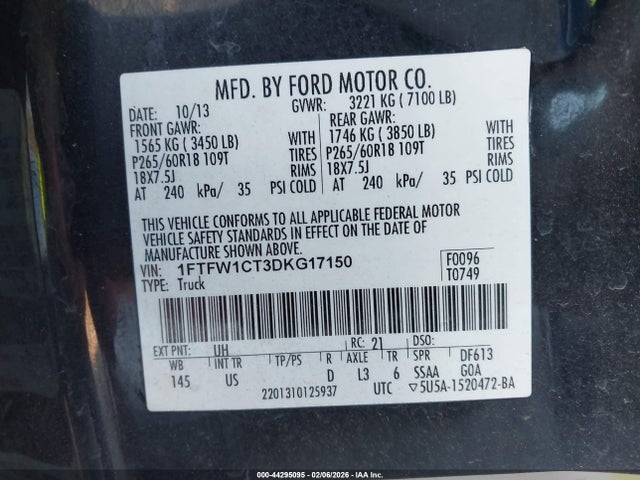 MFD. BY FORD MOTOR CO.
DATE: 10/13 GVWR: 3221 KG ( 7100 LB)
FRONT GAWR: REAR GAWR:
1565 KG ( 3450 LB) WITH 1746 KG ( 3850 LB) WITH
P265/60R18 109T TIRES P265/60R18 109T TIRES
18X7.5J RIMS 18X7.5J RIMS
AT 240 kPa/ 35 PSI COLD AT 240 kPa/ 35 PSI COLD
THIS VEHICLE CONFORMS TO ALL APPLICABLE FEDERAL MOTOR
VEHICLE SAFETY STANDARDS IN EFFECT ON THE DATE OF
MANUFACTURE SHOWN ABOVE.
VIN: 1FTFW1CT3DKG17150 F0096
TYPE: Truck T0749
EXT PNT: UH RC: 21 DSO:
WB INT TR TP/PS R AXLE TR SPR DF613
145 US D L3 6 SSAA GOA
2201310125937 UTC ▽5U5A-1520472-BA
000-44295095 - 02/06/2026 - IAA Inc.